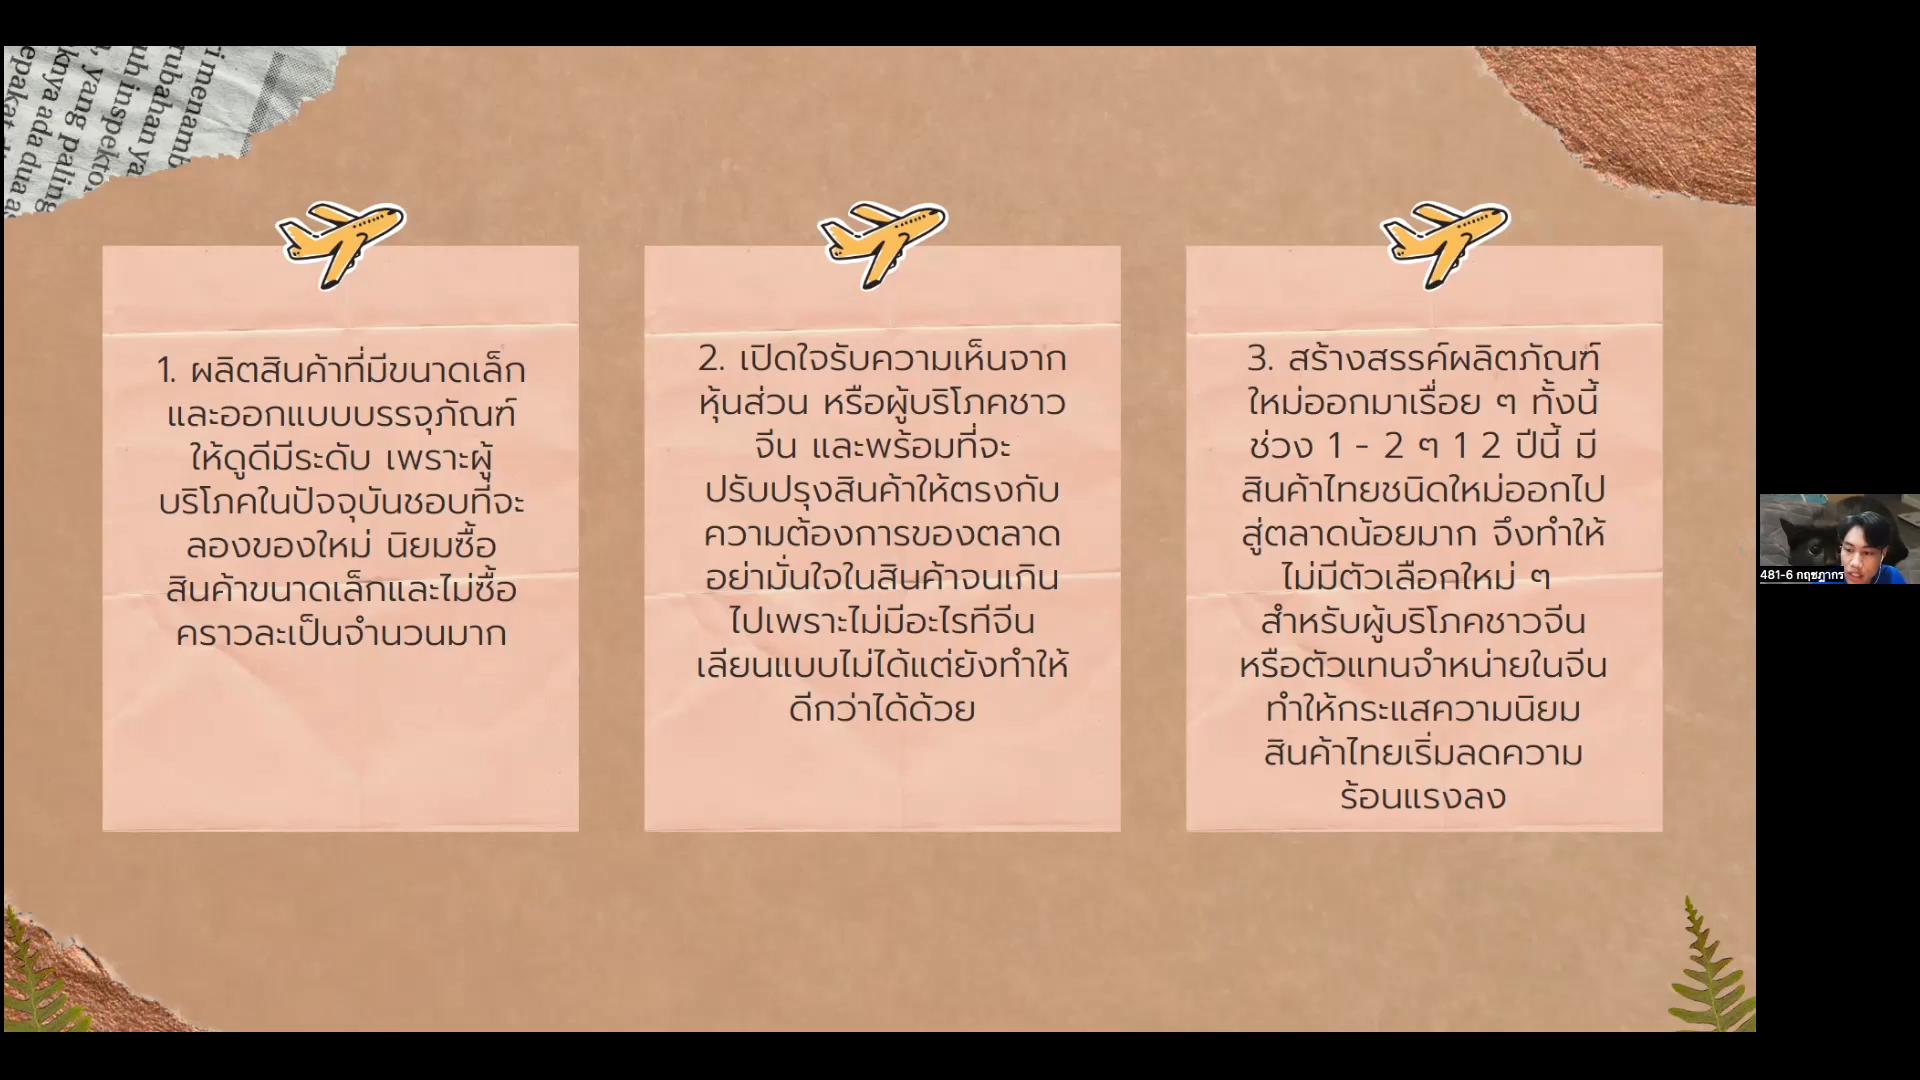 ri menamb
rubahan ya
uh inspekto
, yang paling
knya ada dua a
epakat
1. ผลิตสินค้าที่มีขนาดเล็ก
และออกแบบบรรจุภัณฑ์
ให้ดูดีมีระดับ เพราะผู้
บริโภคในปัจจุบันชอบที่จะ
ลองของใหม่ นิยมซื้อ
สินค้าขนาดเล็กและไม่ซื้อ
คราวละเป็นจำนวนมาก
2. เปิดใจรับความเห็นจาก
หุ้นส่วน หรือผู้บริโภคชาว
จีน และพร้อมที่จะ
ปรับปรุงสินค้าให้ตรงกับ
ความต้องการของตลาด
อย่ามั่นใจในสินค้าจนเกิน
ไปเพราะไม่มีอะไรทีจีน
เลียนแบบไม่ได้แต่ยังทำให้
ดีกว่าได้ด้วย
3. สร้างสรรค์ผลิตภัณฑ์
ใหม่ออกมาเรื่อย ๆ ทั้งนี้
ช่วง 1 - 2 ๆ 1 2 ปีนี้ มี
สินค้าไทยชนิดใหม่ออกไป
สู่ตลาดน้อยมาก จึงทำให้
ไม่มีตัวเลือกใหม่ ๆ
สำหรับผู้บริโภคชาวจีน
หรือตัวแทนจำหน่ายในจีน
ทำให้กระแสความนิยม
สินค้าไทยเริ่มลดความ
ร้อนแรงลง
481-6 กฤชฎากร